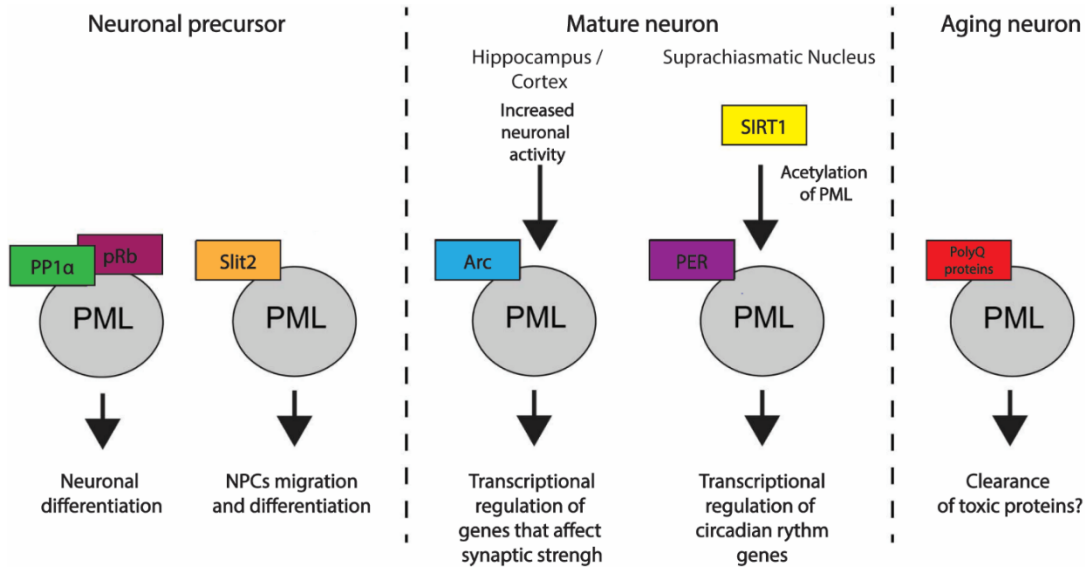 Neuronal precursor
Mature neuron
Aging neuron
Hippocampus /
Cortex
Suprachiasmatic Nucleus
Increased
neuronal
activity
SIRT1
Acetylation
of PML
PP1α
pRb
Slit2
Arc
PER
PolyQ
proteins
PML
PML
PML
PML
PML
Neuronal
differentiation
NPCs migration
and differentiation
Transcriptional
regulation of
genes that affect
synaptic strengh
Transcriptional
regulation of
circadian rythm
genes
Clearance
of toxic proteins?